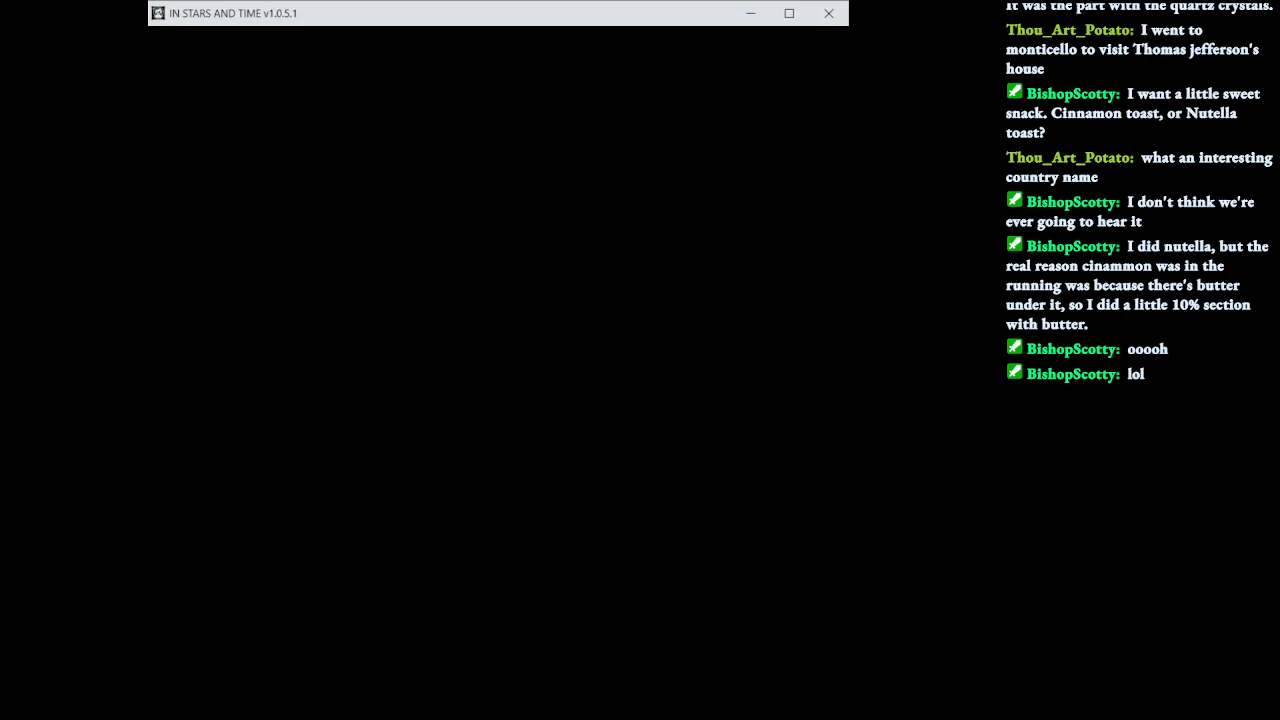 IN STARS AND TIME v1.0.5.1
It was the part with the quartz crystals.
Thou_Art_Potato: I went to
monticello to visit Thomas jefferson's
house
BishopScotty: I want a little sweet
snack. Cinnamon toast, or Nutella
toast?
Thou_Art_Potato: what an interesting
country name
BishopScotty: I don't think we're
ever going to hear it
BishopScotty: I did nutella, but the
real reason cinammon was in the
running was because there's butter
under it, so I did a little 10% section
with butter.
BishopScotty: ooooh
BishopScotty: lol